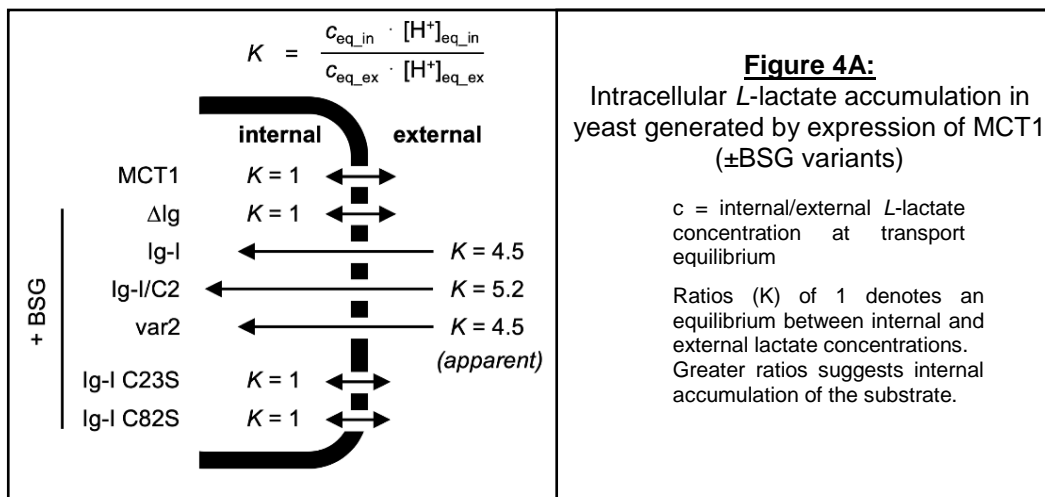 K = c_eq_in · [H⁺]_eq_in
c_eq_ex · [H⁺]_eq_ex
internal external
MCT1 K = 1
ΔIg K = 1
Ig-I K = 4.5
Ig-I/C2 K = 5.2
var2 K = 4.5
(apparent)
Ig-I C23S K = 1
Ig-I C82S K = 1
+ BSG
Figure 4A:
Intracellular L-lactate accumulation in
yeast generated by expression of MCT1
(±BSG variants)
c = internal/external L-lactate
concentration at transport
equilibrium
Ratios (K) of 1 denotes an
equilibrium between internal and
external lactate concentrations.
Greater ratios suggests internal
accumulation of the substrate.